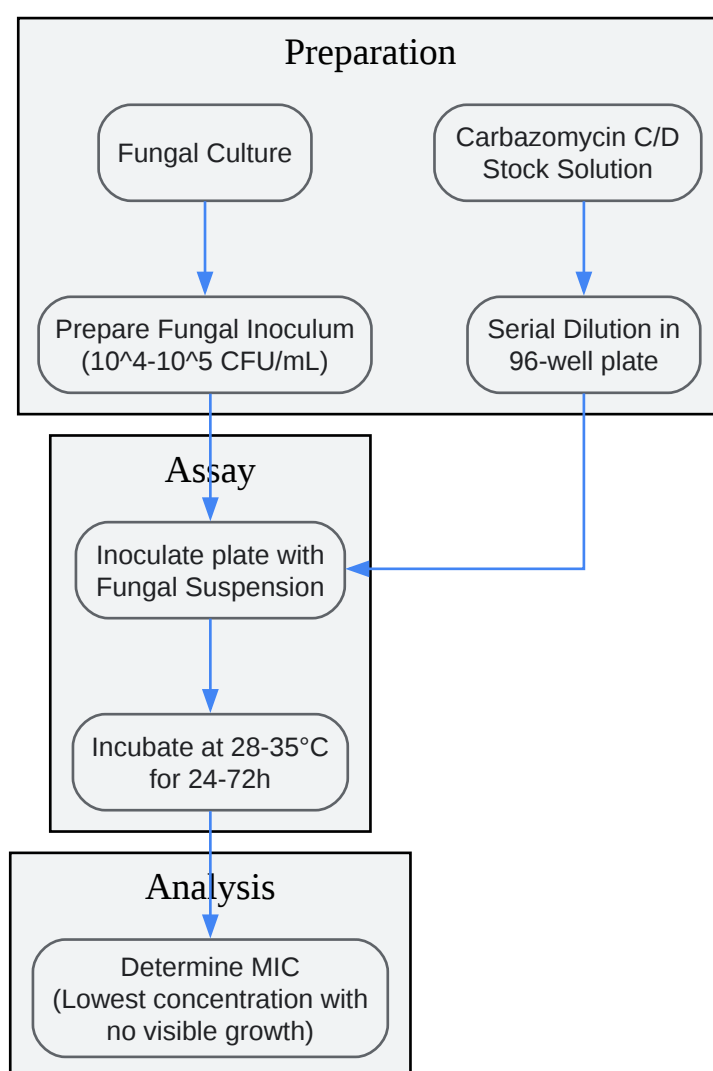 Preparation
Fungal Culture
Carbazomycin C/D
Stock Solution
Prepare Fungal Inoculum
(10^4-10^5 CFU/mL)
Serial Dilution in
96-well plate
Assay
Inoculate plate with
Fungal Suspension
Incubate at 28-35°C
for 24-72h
Analysis
Determine MIC
(Lowest concentration with
no visible growth)